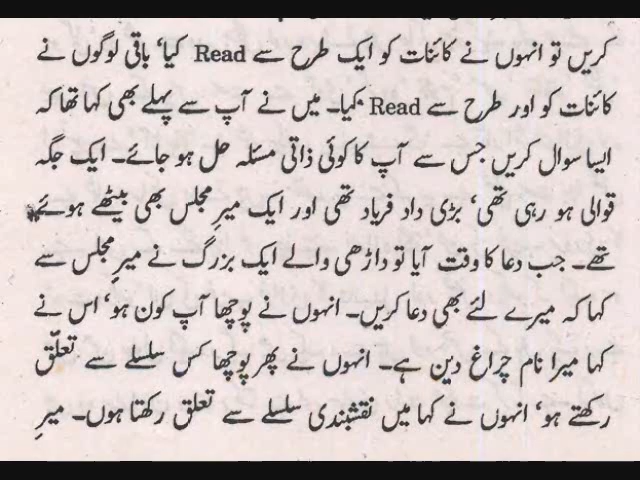 کریں تو انہوں نے کائنات کو ایک طرح سے Read کیا‘ باقی لوگوں نے
کائنات کو اور طرح سے Read کیا۔ میں نے آپ سے پہلے بھی کہا تھا کہ
ایسا سوال کریں جس سے آپ کا کوئی ذاتی مسئلہ حل ہو جائے۔ ایک جگہ
قوالی ہو رہی تھی‘ بڑی داد فریاد تھی اور ایک میرِ مجلس بھی بیٹھے ہوئے
تھے۔ جب دعا کا وقت آیا تو داڑھی والے ایک بزرگ نے میرِ مجلس سے
کہا کہ میرے لئے بھی دعا کریں۔ انہوں نے پوچھا آپ کون ہو‘ اس نے
کہا میرا نام چراغ دین ہے۔ انہوں نے پھر پوچھا کس سلسلے سے تعلّق
رکھتے ہو‘ انہوں نے کہا میں نقشبندی سلسلے سے تعلق رکھتا ہوں۔ میرِ